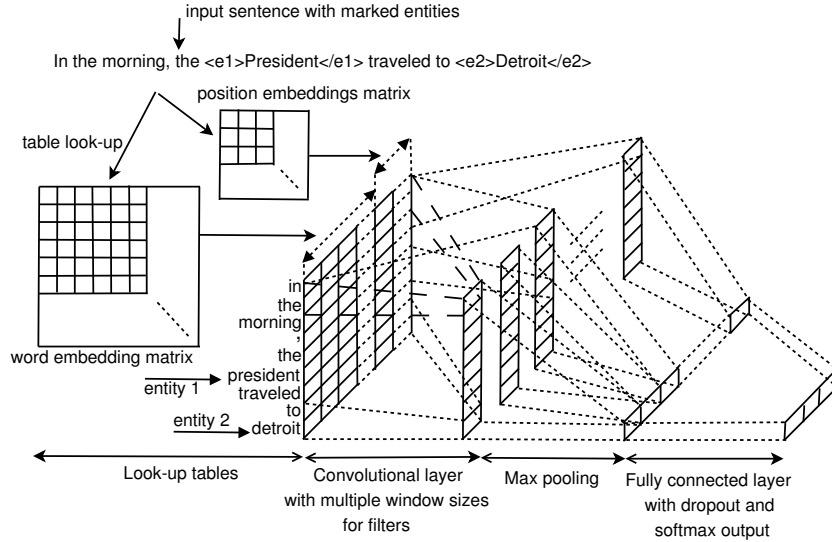 input sentence with marked entities
In the morning, the <e1>President</e1> traveled to <e2>Detroit</e2>
position embeddings matrix
table look-up
in
the
morning
,
the
president
traveled
to
detroit
word embedding matrix
entity 1
entity 2
Look-up tables
Convolutional layer
with multiple window sizes
for filters
Max pooling
Fully connected layer
with dropout and
softmax output